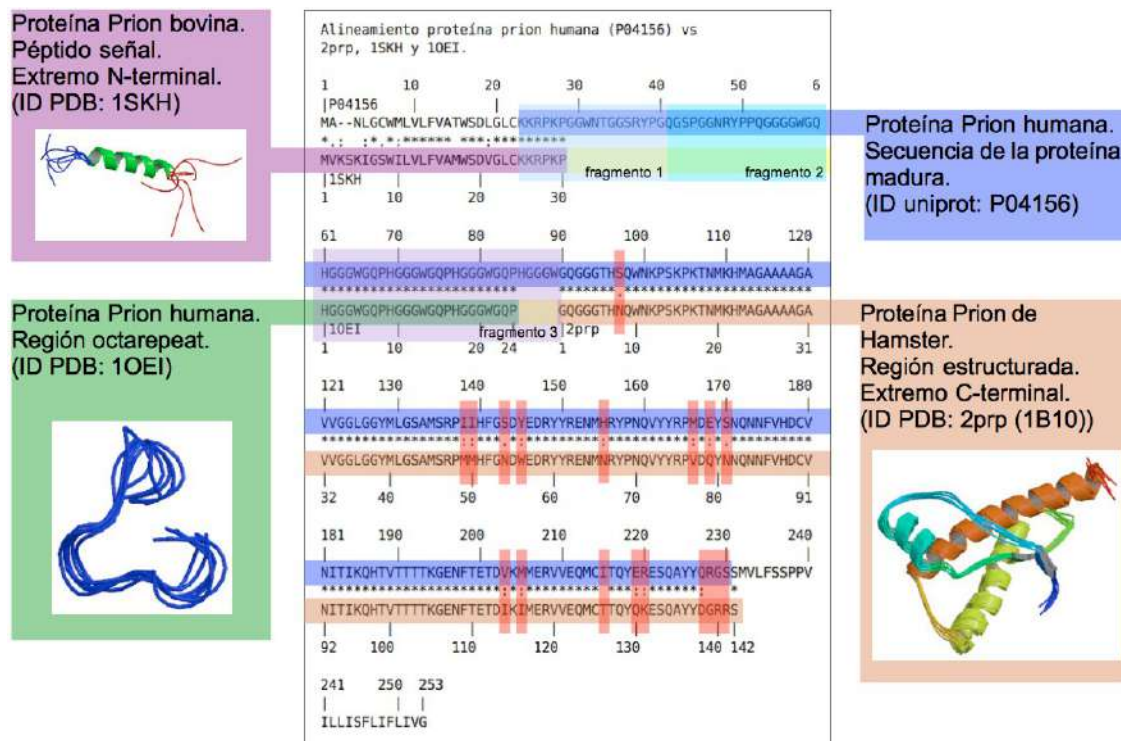 Proteína Prion bovina.
Péptido señal.
Extremo N-terminal.
(ID PDB: 1SKH)
Alineamiento proteína prion humana (P04156) vs
2prp, 1SKH y 1OEI.
1 10 20 30 40 50 6
|P04156
MA--NLGCWMLVLFVATWSDLGLCKKRPKPGGWNTGGSRYPGQGSPGGNRYPPQGGGGWGQ
MVKSKIGSWILVLFVAMWSDVGLCKKRPKP
fragmento 1 fragmento 2
|1SKH
1 10 20 30
Proteína Prion humana.
Secuencia de la proteína
madura.
(ID uniprot: P04156)
61 70 80 90 100 110 120
HGGGWGQPHGGGWGQPHGGGWGQPHGGGWGQGGGTHSQWNKPSKPKTNMKHMAGAAAAGA
HGGGWGQPHGGGWGQPHGGGWGQP GQGGGTHNQWNKPSKPKTNMKHMAGAAAAGA
|1OEI fragmento 3 |2prp
1 10 20 24 1 10 20 31
Proteína Prion humana.
Región octarepeat.
(ID PDB: 1OEI)
Proteína Prion de
Hamster.
Región estructurada.
Extremo C-terminal.
(ID PDB: 2prp (1B10))
121 130 140 150 160 170 180
VVGGLGGYMLGSAMSRPIIHFGSDYEDRYYRENMHRYPNQVYYRPMDEYSNQNNFVHDCV
VVGGLGGYMLGSAMSRPMMHFGNDWEDRYYRENMNRYPNQVYYRPVDQYNNQNNFVHDCV
32 40 50 60 70 80 91
181 190 200 210 220 230 240
NITIKQHTVTTTTKGENFTETDVKMMERVVEQMCITQYERESQAYYQRGSSMVLFSSPPV
NITIKQHTVTTTTKGENFTETDIKIMERVVEQMCTTQYQKESQAYYDGRRS
92 100 110 120 130 140 142
241 250 253
ILLISFLIFLIVG